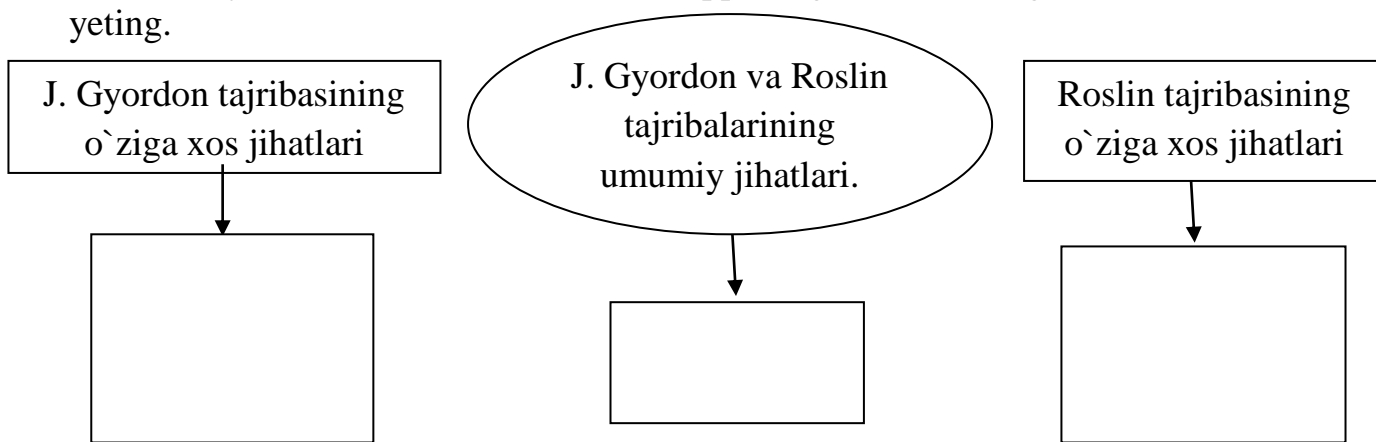 yeting.
J. Gyordon tajribasining
o`ziga xos jihatlari
J. Gyordon va Roslin
tajribalarining
umumiy jihatlari.
Roslin tajribasining
o`ziga xos jihatlari